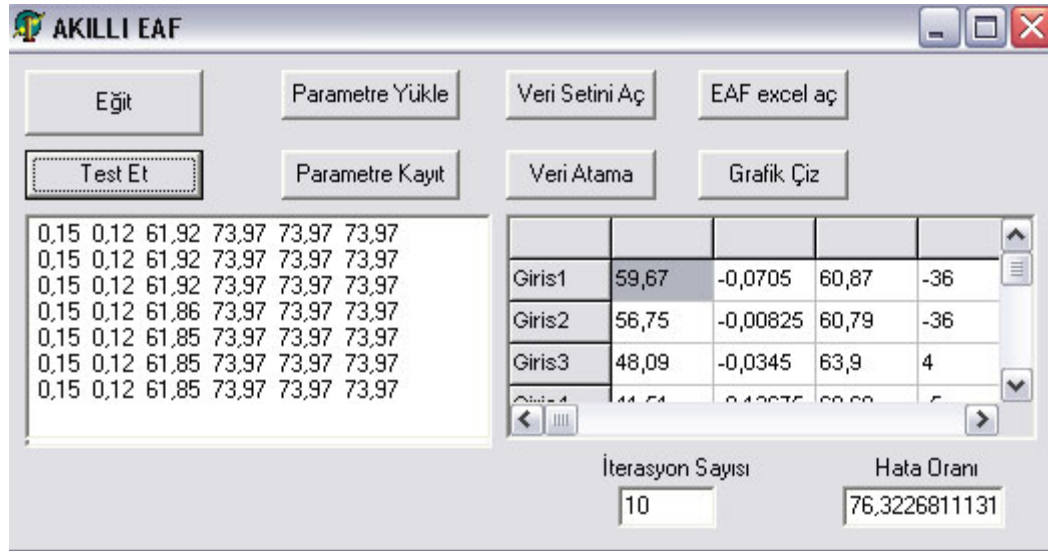 AKILLI EAF
Eğit
Parametre Yükle
Veri Setini Aç
EAF excel aç
Test Et
Parametre Kayıt
Veri Atama
Grafik Çiz
0,15 0,12 61,92 73,97 73,97 73,97
0,15 0,12 61,92 73,97 73,97 73,97
0,15 0,12 61,92 73,97 73,97 73,97
0,15 0,12 61,86 73,97 73,97 73,97
0,15 0,12 61,85 73,97 73,97 73,97
0,15 0,12 61,85 73,97 73,97 73,97
0,15 0,12 61,85 73,97 73,97 73,97
Giris1 59,67 -0,0705 60,87 -36
Giris2 56,75 -0,00825 60,79 -36
Giris3 48,09 -0,0345 63,9 4
İterasyon Sayısı
10
Hata Oranı
76,3226811131